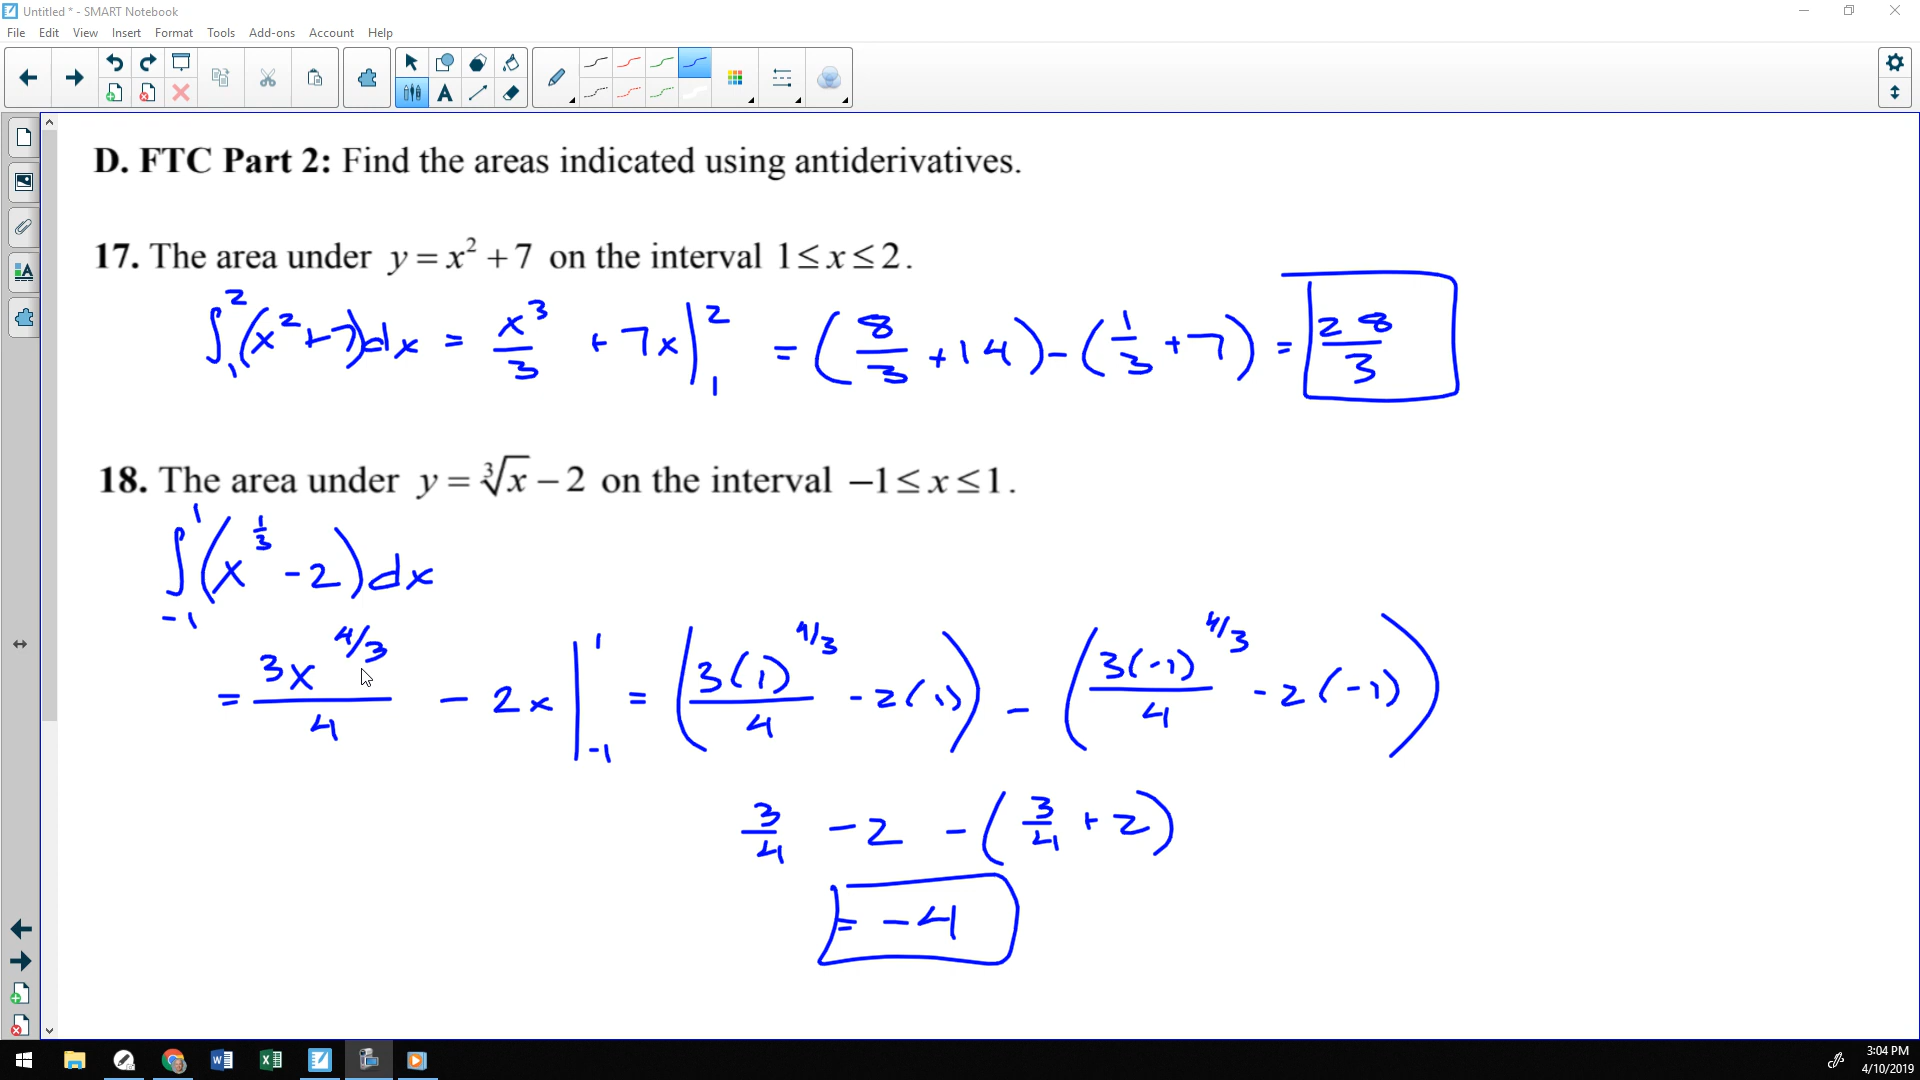 Untitled * - SMART Notebook
File Edit View Insert Format Tools Add-ons Account Help
D. FTC Part 2: Find the areas indicated using antiderivatives.
17. The area under y = x² + 7 on the interval 1 ≤ x ≤ 2.
∫₁² (x² + 7) dx = x³/3 + 7x |₁² = (8/3 + 14) - (1/3 + 7) = 28/3
18. The area under y = ∛x − 2 on the interval −1 ≤ x ≤ 1.
∫₋₁¹ (x^(1/3) - 2) dx
= 3x^(4/3)/4 - 2x |₋₁¹ = (3(1)^(4/3)/4 - 2(1)) - (3(-1)^(4/3)/4 - 2(-1))
3/4 - 2 - (3/4 + 2)
= -4
3:04 PM
4/10/2019